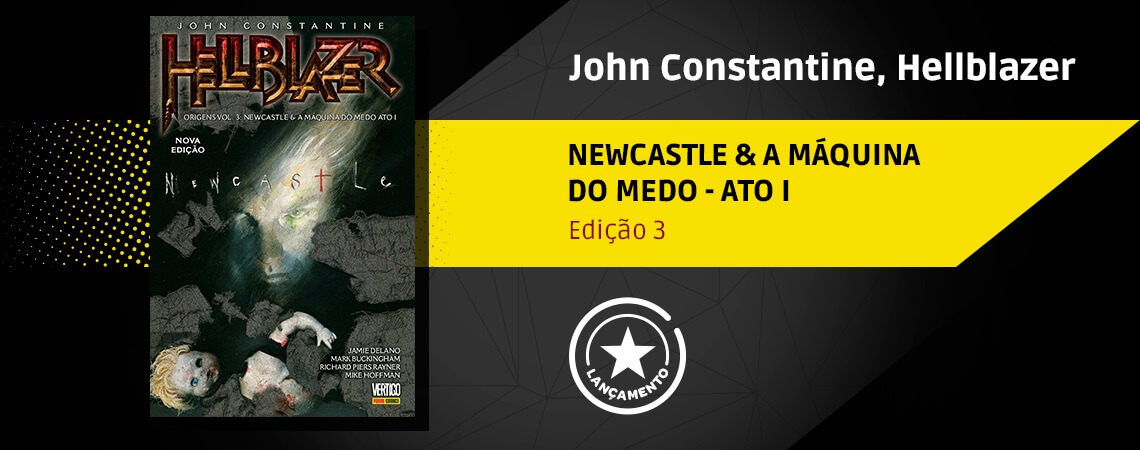 JOHN CONSTANTINE
HELLBLAZER
ORIGENS VOL. 3: NEWCASTLE & A MÁQUINA DO MEDO ATO I
NOVA
EDIÇÃO
NEWCASTLE
JAMIE DELANO
MARK BUCKINGHAM
RICHARD PIERS RAYNER
MIKE HOFFMAN
VERTIGO
PANINI COMICS
John Constantine, Hellblazer
NEWCASTLE & A MÁQUINA
DO MEDO - ATO I
Edição 3
LANÇAMENTO